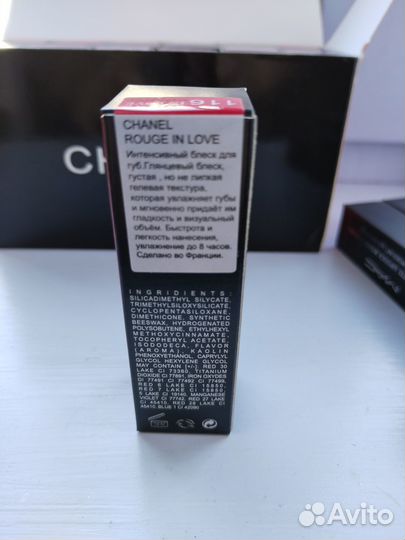 116
CH
CHANEL
ROUGE IN LOVE
Интенсивный блеск для
губ.Глянцевый блеск,
густая , но не липкая
гелевая текстура,
которая увлажняет губы
и мгновенно придаёт им
гладкость и визуальный
объём. Быстрота и
легкость нанесения,
увлажнение до 8 часов.
Сделано во Франции.
INGRIDIENTS:
SILICADIMETHYL SILYCATE,
TRIMETHYLSILOXYSILICATE,
CYCLOPENTASILOXANE,
DIMETHICONE, SYNTHETIC
BEESWAX, HYDROGENATED
POLYSOBUTENE, ETHYLHEXYL
METHOXYCINNAMATE,
TOCOPHERYL ACETATE,
ISODODECA, FLAVOR
(AROMA), KAOLIN
PHENOXYETHANOL, CAPRYLYL
GLYCOL HEXYLENE GLYCOL
MAY CONTAIN [+/-] RED 30
LAKE CI 73360, TITANIUM
DIOXIDE CI 77891, IRON OXYDES
CI 77491, 77492 CI 77499,
RED 6 LAKE CI 15850,
RED 7 LAKE CI 15850,
5 LAKE CI 19140, MANGANESE
VIOLET CI 77742, RED 27 LAKE
CI 45410, RED 28 LAKE CI
45410, BLUE 1 CI 42090
Avito